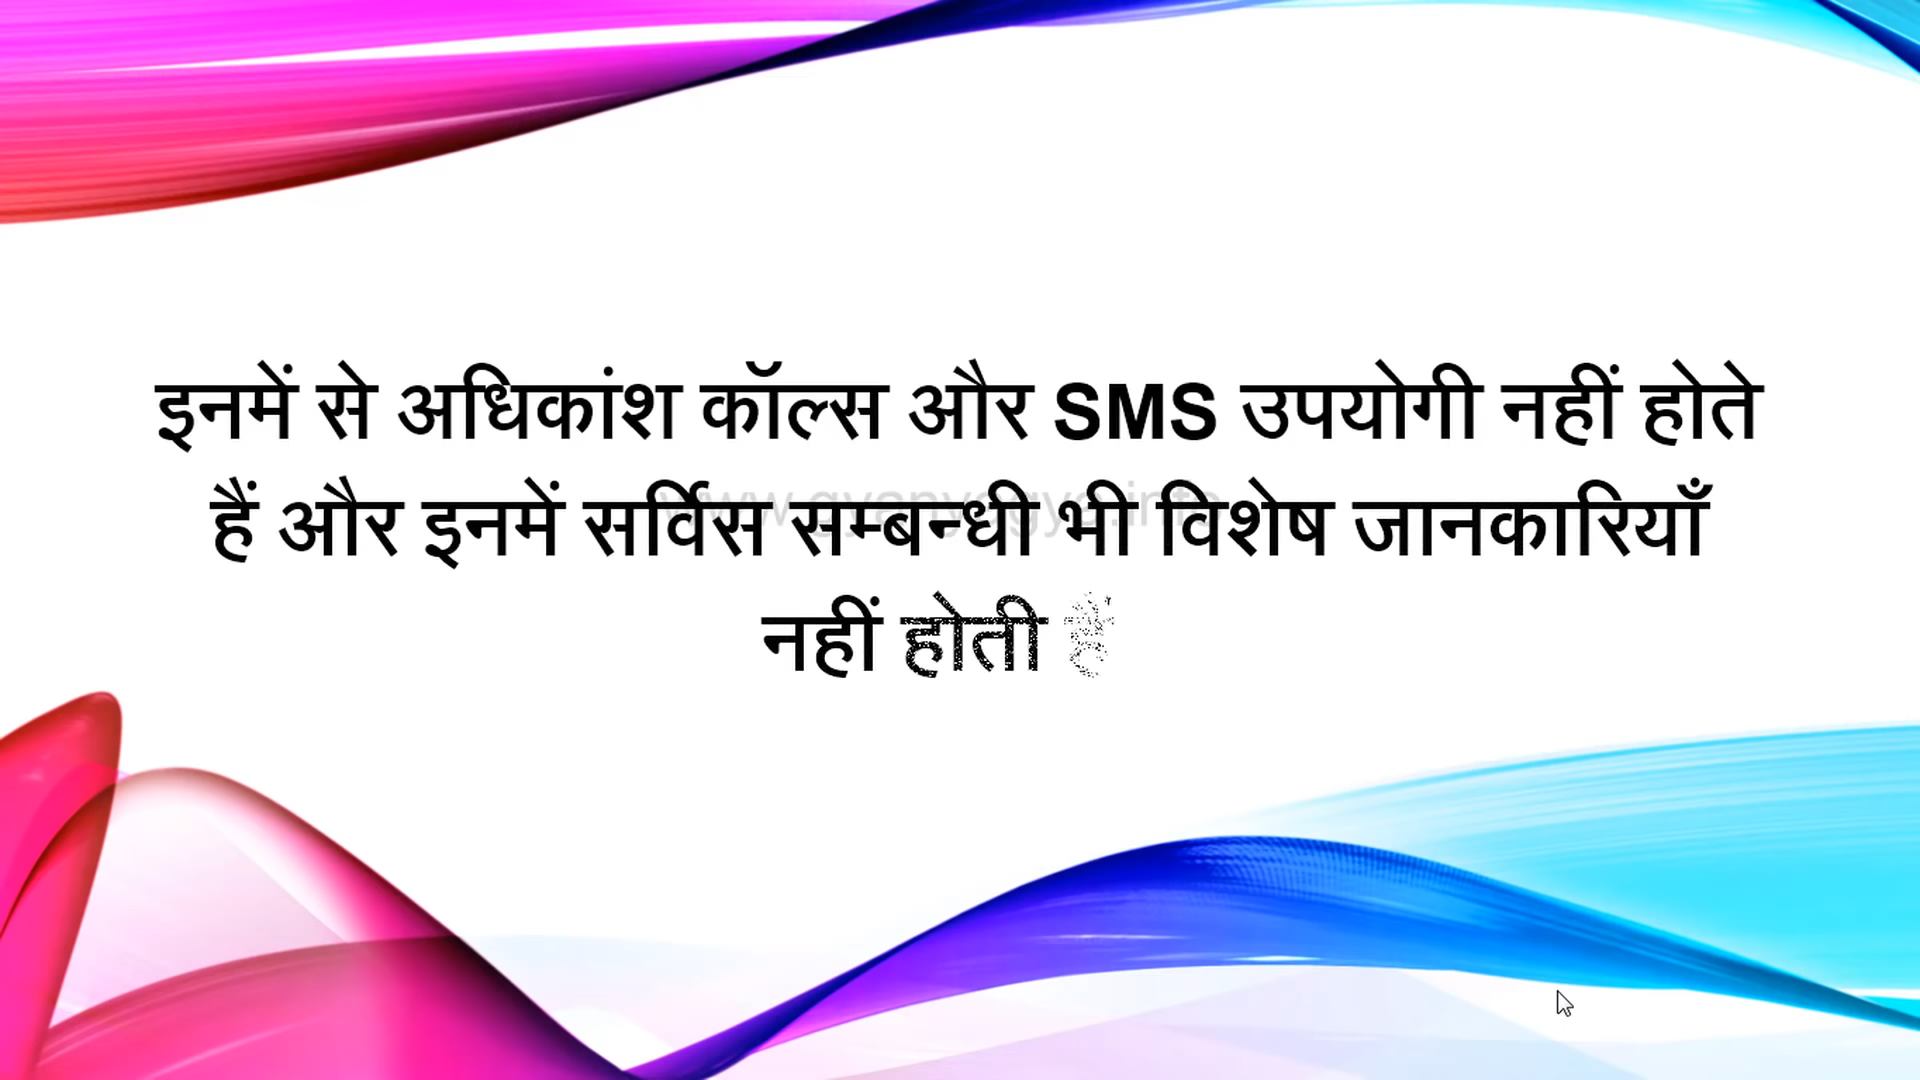 इनमें से अधिकांश कॉल्स और SMS उपयोगी नहीं होते
हैं और इनमें सर्विस सम्बन्धी भी विशेष जानकारियाँ
नहीं होती हैं